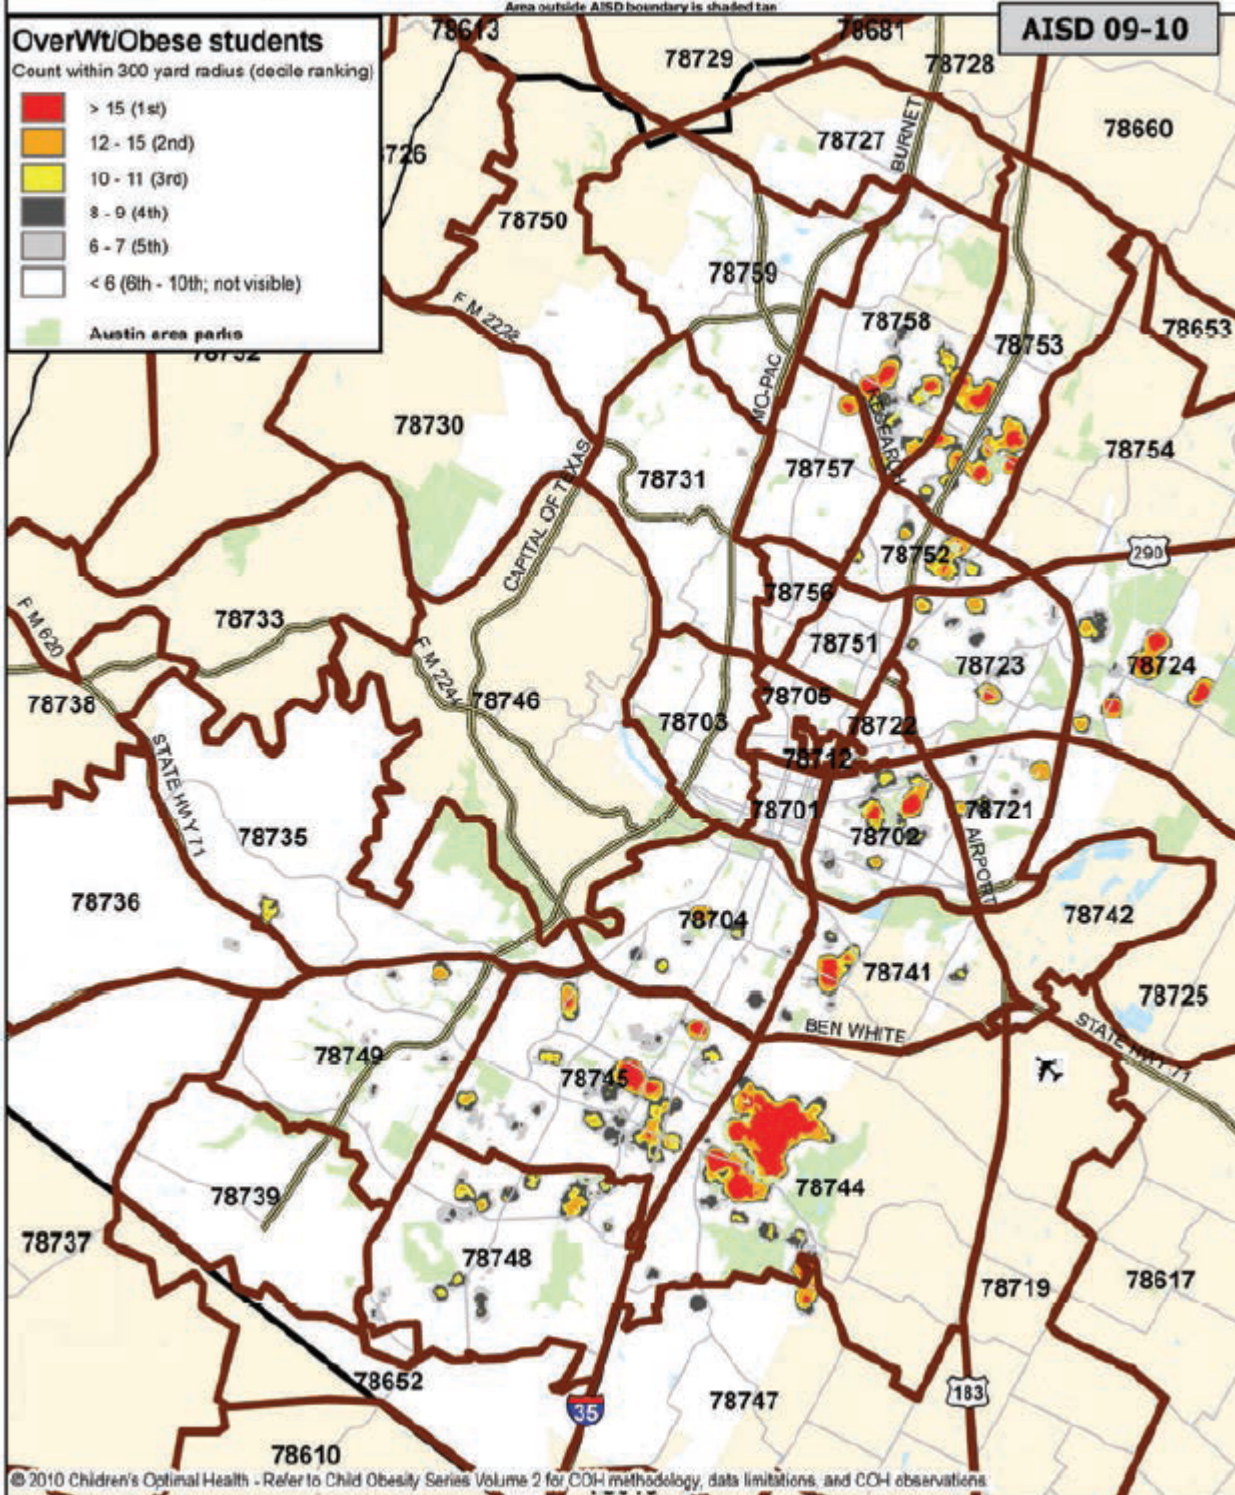 Area outside AISD boundary is shaded tan
AISD 09-10
OverWt/Obese students
Count within 300 yard radius (decile ranking)
> 15 (1st)
12 - 15 (2nd)
10 - 11 (3rd)
8 - 9 (4th)
6 - 7 (5th)
< 6 (6th - 10th; not visible)
Austin area parks
78613
78681
78729
78728
78660
78727
BURNET
726
78750
78759
F M 2222
78758
78753
78653
78730
MO-PAC
RESEARCH
78754
78757
78731
CAPITAL OF TEXAS
78752
290
78756
F M 620
78733
78751
F M 2244
78723
78724
78738
78746
78705
78703
78722
STATE HWY 71
78712
78701
78721
78735
78702
AIRPORT
78736
78704
78742
78741
78725
BEN WHITE
STATE HWY 71
78749
78745
78739
78744
78737
78748
78719
78617
78652
183
35
78747
78610
© 2010 Children's Optimal Health - Refer to Child Obesity Series Volume 2 for COH methodology, data limitations, and COH observations